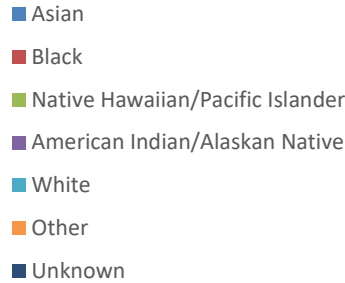 Asian
Black
Native Hawaiian/Pacific Islander
American Indian/Alaskan Native
White
Other
Unknown